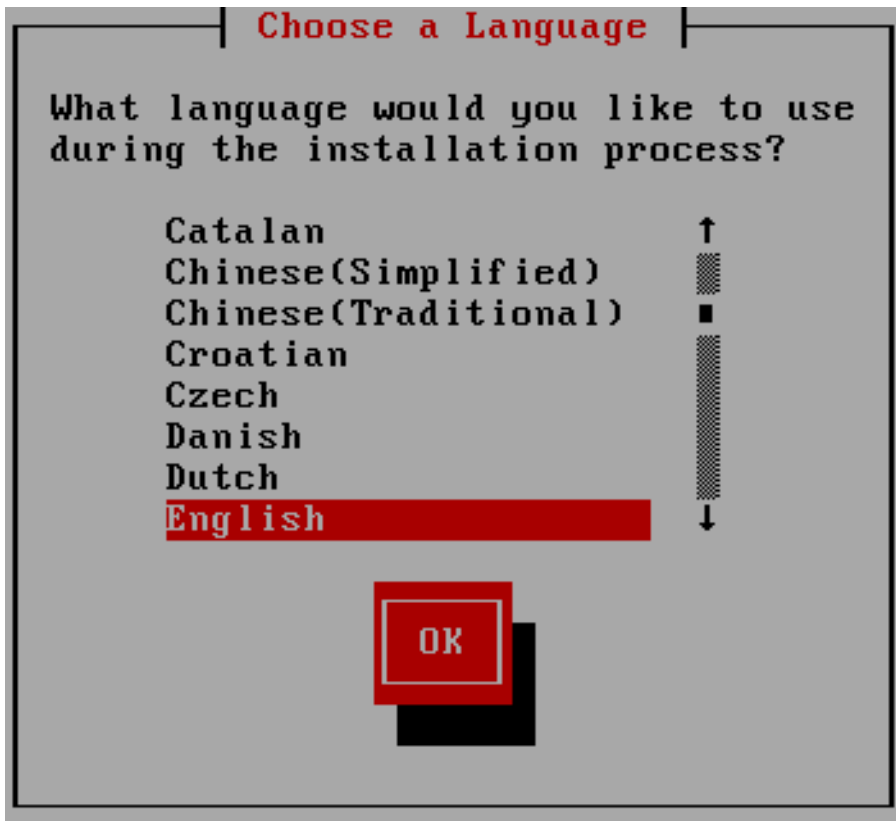 Choose a Language
What language would you like to use
during the installation process?
Catalan
Chinese(Simplified)
Chinese(Traditional)
Croatian
Czech
Danish
Dutch
English
OK